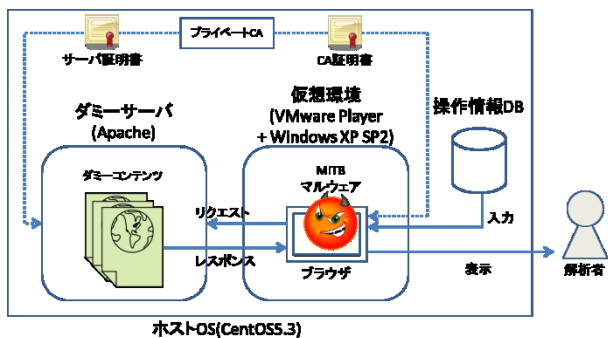 プライベートCA
サーバ証明書
CA証明書
ダミーサーバ
(Apache)
仮想環境
(VMware Player
+ Windows XP SP2)
操作情報DB
ダミーコンテンツ
MITB
マルウェア
リクエスト
入力
レスポンス
ブラウザ
表示
解析者
ホストOS(CentOS5.3)